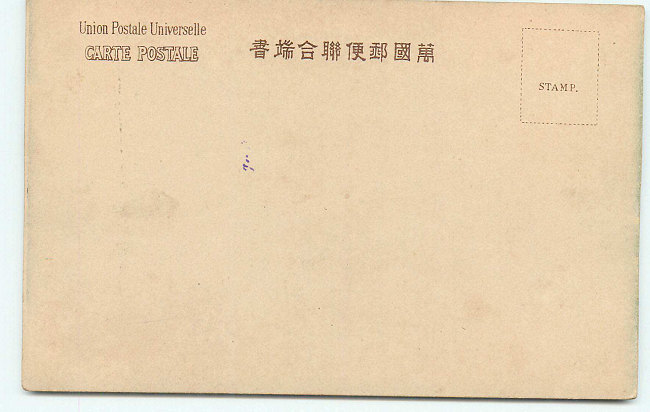 Union Postale Universelle
CARTE POSTALE
萬國郵便聯合端書
STAMP.